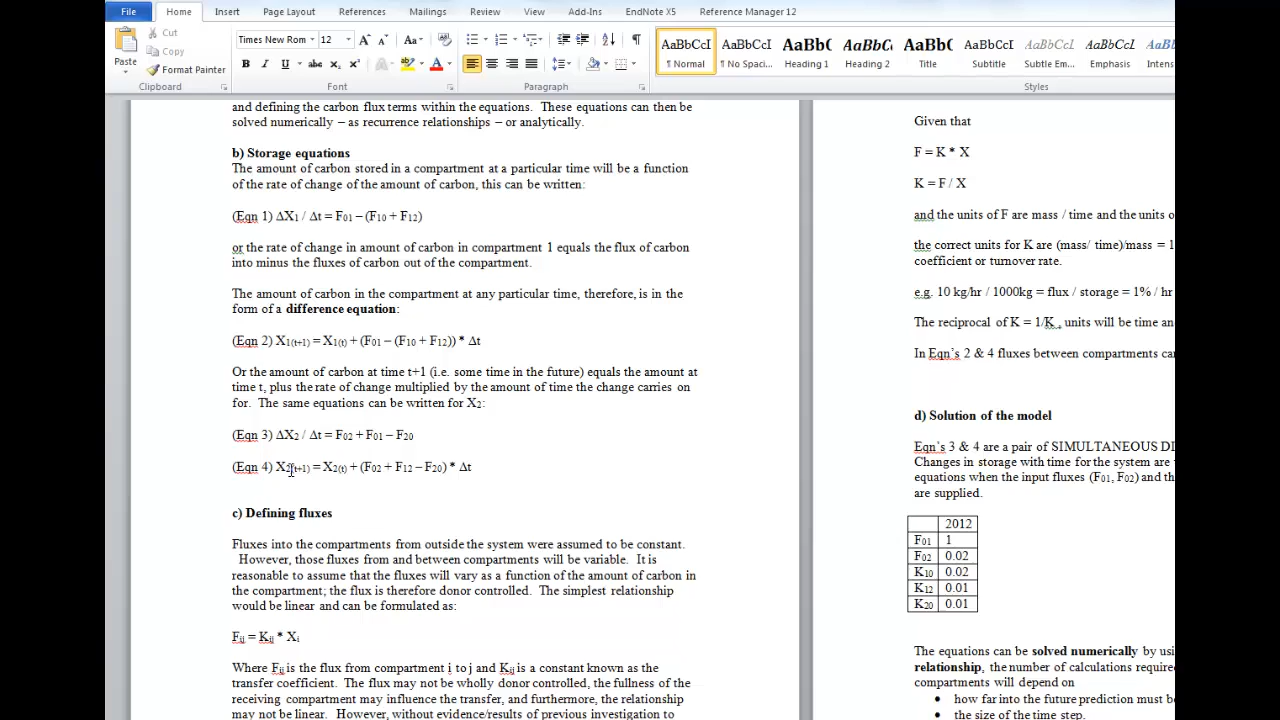 File Home Insert Page Layout References Mailings Review View Add-Ins EndNote X5 Reference Manager 12
Cut
Copy
Paste
Format Painter
Times New Rom 12
AaBbCcI AaBbCcI AaBb( AaBbC AaBb( AaBbCcI AaBbCcI AaBbCcI AaBbC
¶ Normal ¶ No Spaci... Heading 1 Heading 2 Title Subtitle Subtle Em... Emphasis Intens
Clipboard Font Paragraph Styles
and defining the carbon flux terms within the equations. These equations can then be
solved numerically – as recurrence relationships – or analytically.
b) Storage equations
The amount of carbon stored in a compartment at a particular time will be a function
of the rate of change of the amount of carbon, this can be written:
(Eqn 1) ΔX1 / Δt = F01 – (F10 + F12)
or the rate of change in amount of carbon in compartment 1 equals the flux of carbon
into minus the fluxes of carbon out of the compartment.
The amount of carbon in the compartment at any particular time, therefore, is in the
form of a difference equation:
(Eqn 2) X1(t+1) = X1(t) + (F01 – (F10 + F12)) * Δt
Or the amount of carbon at time t+1 (i.e. some time in the future) equals the amount at
time t, plus the rate of change multiplied by the amount of time the change carries on
for. The same equations can be written for X2:
(Eqn 3) ΔX2 / Δt = F02 + F01 – F20
(Eqn 4) X2(t+1) = X2(t) + (F02 + F12 – F20) * Δt
c) Defining fluxes
Fluxes into the compartments from outside the system were assumed to be constant.
However, those fluxes from and between compartments will be variable. It is
reasonable to assume that the fluxes will vary as a function of the amount of carbon in
the compartment; the flux is therefore donor controlled. The simplest relationship
would be linear and can be formulated as:
Fij = Kij * Xi
Where Fij is the flux from compartment i to j and Kij is a constant known as the
transfer coefficient. The flux may not be wholly donor controlled, the fullness of the
receiving compartment may influence the transfer, and furthermore, the relationship
may not be linear. However, without evidence/results of previous investigation to
Given that
F = K * X
K = F / X
and the units of F are mass / time and the units o
the correct units for K are (mass/ time)/mass = 1
coefficient or turnover rate.
e.g. 10 kg/hr / 1000kg = flux / storage = 1% / hr
The reciprocal of K = 1/K, units will be time an
In Eqn's 2 & 4 fluxes between compartments ca
d) Solution of the model
Eqn's 3 & 4 are a pair of SIMULTANEOUS DI
Changes in storage with time for the system are
equations when the input fluxes (F01, F02) and th
are supplied.
2012
F01 1
F02 0.02
K10 0.02
K12 0.01
K20 0.01
The equations can be solved numerically by usi
relationship, the number of calculations require
compartments will depend on
• how far into the future prediction must be
• the size of the time step.